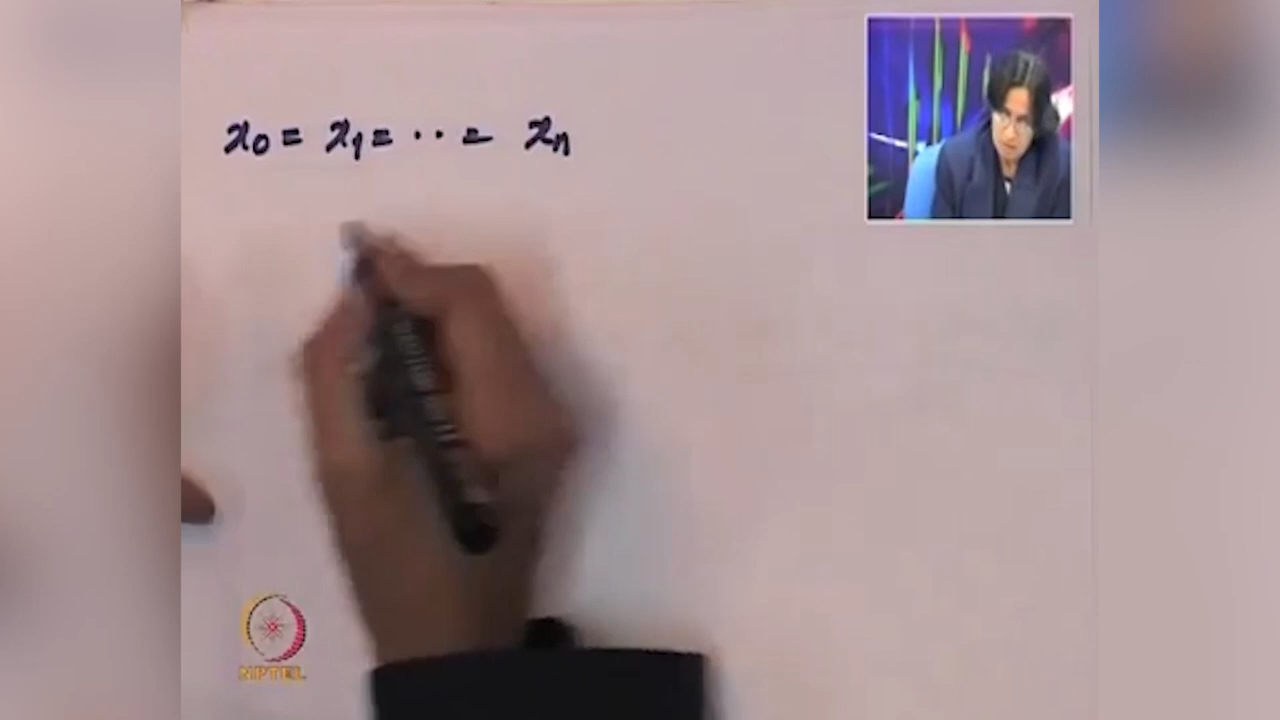 x₀ = x₁ = ·· = xₙ
NPTEL